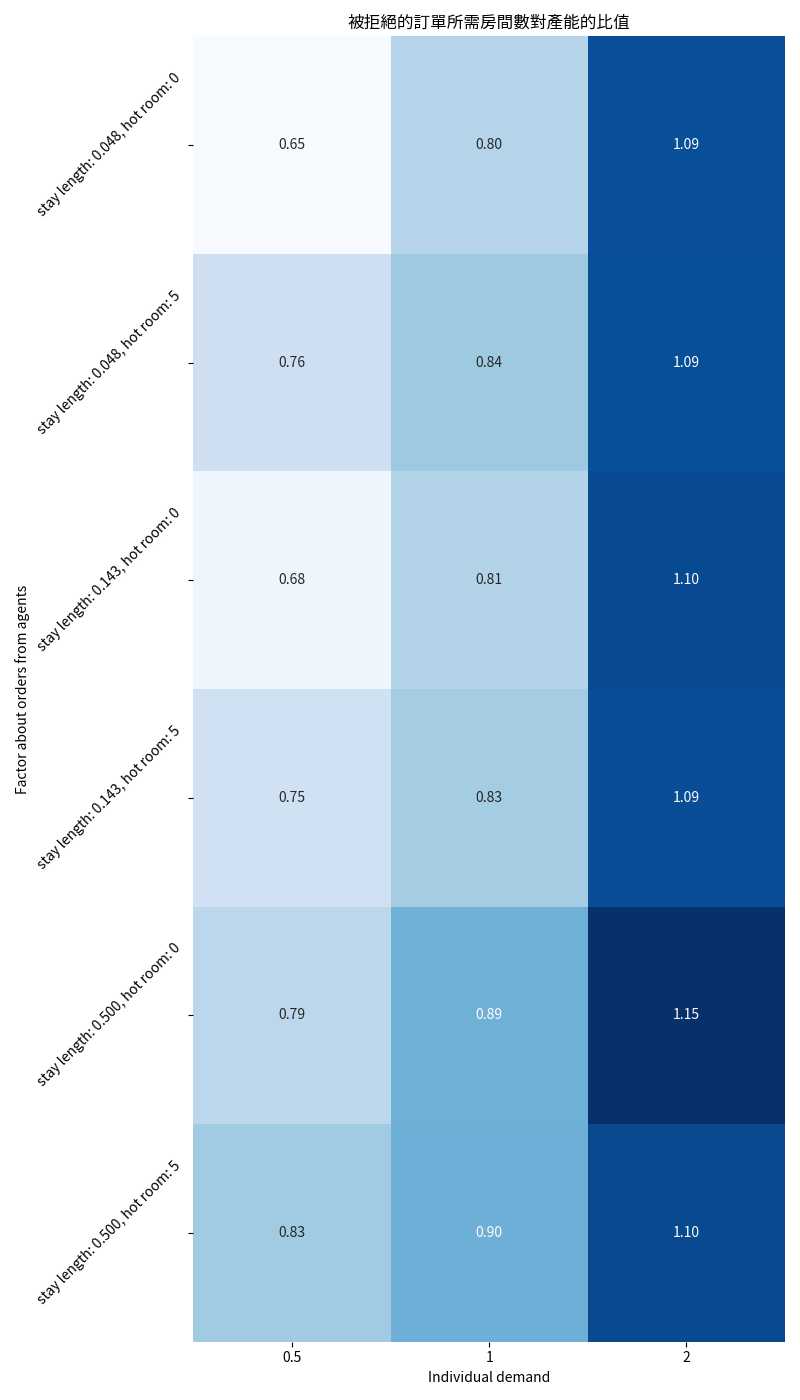 被拒絕的訂單所需房間數對產能的比值
stay length: 0.048, hot room: 0
0.65 0.80 1.09
stay length: 0.048, hot room: 5
0.76 0.84 1.09
stay length: 0.143, hot room: 0
0.68 0.81 1.10
stay length: 0.143, hot room: 5
0.75 0.83 1.09
stay length: 0.500, hot room: 0
0.79 0.89 1.15
stay length: 0.500, hot room: 5
0.83 0.90 1.10
Factor about orders from agents
0.5 1 2
Individual demand